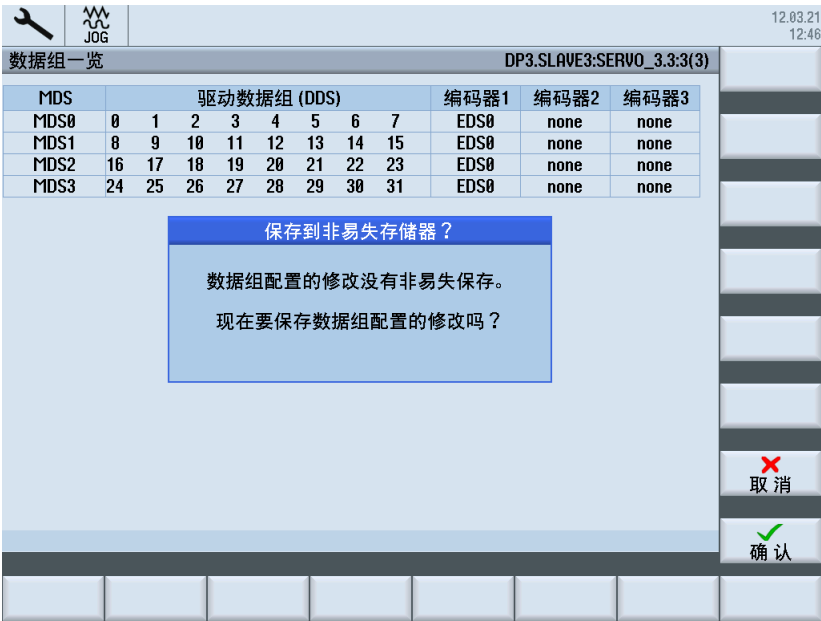 12.03.21
JOG
12:46
数据组一览 DP3.SLAVE3:SERVO_3.3:3(3)
MDS 驱动数据组 (DDS) 编码器1 编码器2 编码器3
MDS0 0 1 2 3 4 5 6 7 EDS0 none none
MDS1 8 9 10 11 12 13 14 15 EDS0 none none
MDS2 16 17 18 19 20 21 22 23 EDS0 none none
MDS3 24 25 26 27 28 29 30 31 EDS0 none none
保存到非易失存储器？
数据组配置的修改没有非易失保存。
现在要保存数据组配置的修改吗？
取消
确认